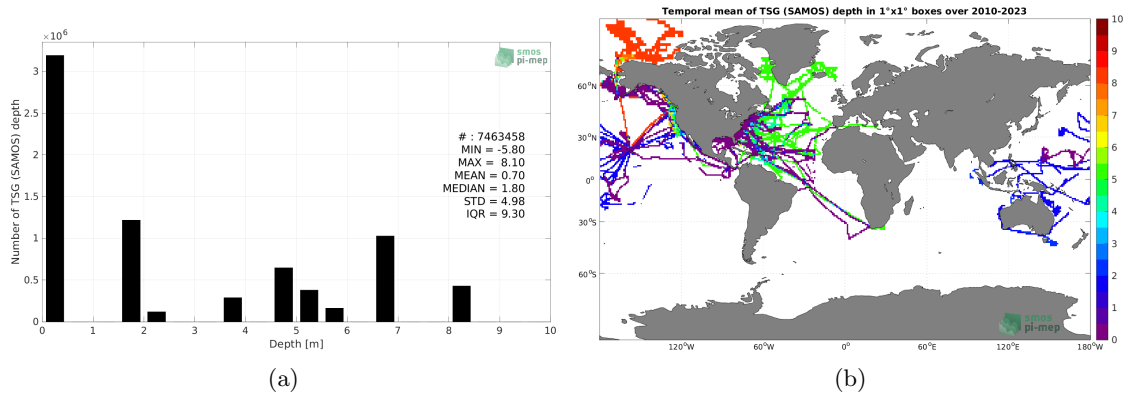 ×10⁶
3
2.5
2
1.5
1
0.5
0
0 1 2 3 4 5 6 7 8 9 10
Number of TSG (SAMOS) depth
Depth [m]
smos
pi-mep
# : 7463458
MIN = -5.80
MAX = 8.10
MEAN = 0.70
MEDIAN = 1.80
STD = 4.98
IQR = 9.30
(a)
Temporal mean of TSG (SAMOS) depth in 1°x1° boxes over 2010-2023
60°N
30°N
0°
30°S
60°S
120°W 60°W 0° 60°E 120°E 180°W
smos
pi-mep
10
9
8
7
6
5
4
3
2
1
0
(b)